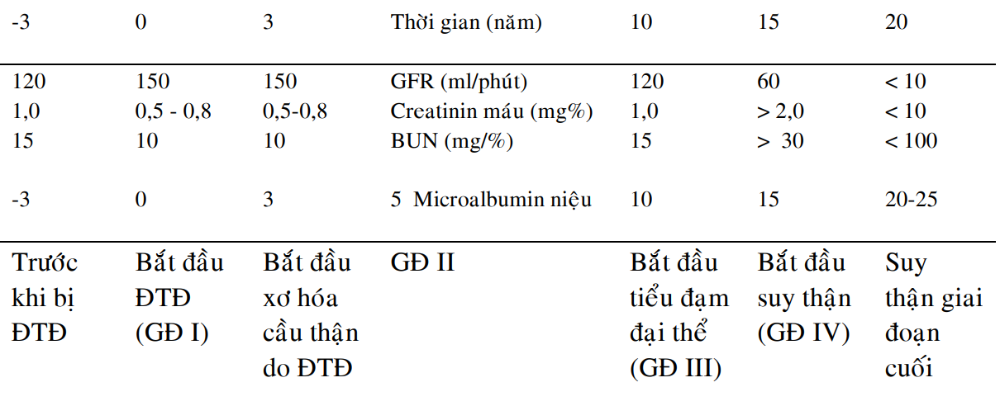 -3 0 3 Thời gian (năm) 10 15 20
120 150 150 GFR (ml/phút) 120 60 < 10
1,0 0,5 - 0,8 0,5-0,8 Creatinin máu (mg%) 1,0 > 2,0 < 10
15 10 10 BUN (mg/%) 15 > 30 < 100
-3 0 3 5 Microalbumin niệu 10 15 20-25
Trước Bắt đầu Bắt đầu GĐ II Bắt đầu Bắt đầu Suy
khi bị ĐTĐ xơ hóa tiểu đạm suy thận thận giai
ĐTĐ (GĐ I) cầu thận đại thể (GĐ IV) đoạn
do ĐTĐ (GĐ III) cuối